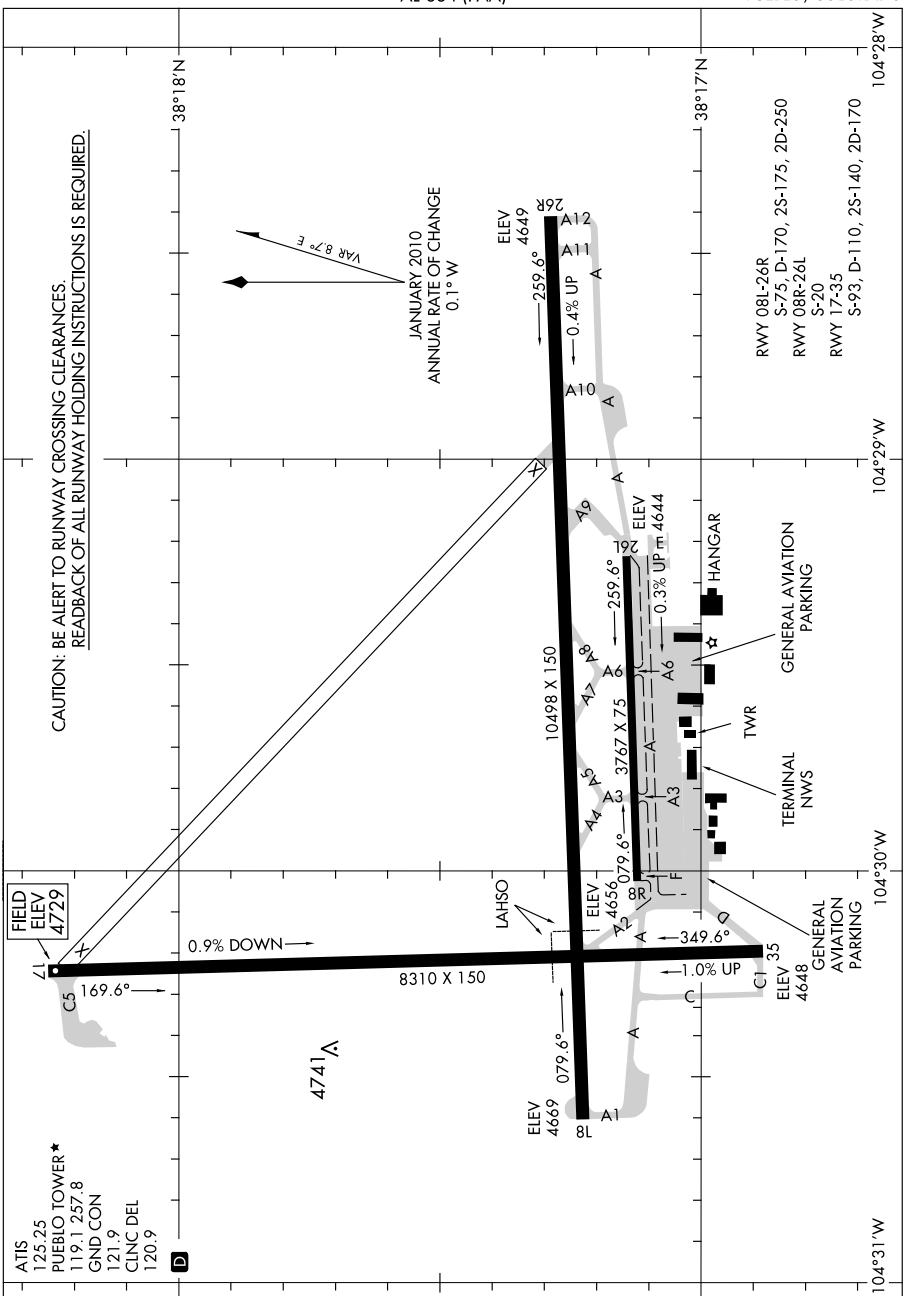 ATIS
125.25
PUEBLO TOWER★
119.1 257.8
GND CON
121.9
CLNC DEL
120.9
D
CAUTION: BE ALERT TO RUNWAY CROSSING CLEARANCES.
READBACK OF ALL RUNWAY HOLDING INSTRUCTIONS IS REQUIRED.
FIELD
ELEV
4729
17
X
C5
169.6°
0.9% DOWN
8310 X 150
4741
38°18'N
VAR 8.7° E
JANUARY 2010
ANNUAL RATE OF CHANGE
0.1° W
LAHSO
ELEV
4669
8L
A1
079.6°
10498 X 150
X
259.6°
0.4% UP
ELEV
4649
26R
A12
A11
A
A10
A
A
A9
A8
A7
A5
A4
A6
A3
A2
A
A
ELEV
4656
8R
079.6°
3767 X 75
259.6°
26L
ELEV
4644
E
0.3% UP
A6
A
A3
F
D
349.6°
1.0% UP
C
C1
35
ELEV
4648
GENERAL
AVIATION
PARKING
TERMINAL
NWS
TWR
GENERAL AVIATION
PARKING
HANGAR
38°17'N
RWY 08L-26R
S-75, D-170, 2S-175, 2D-250
RWY 08R-26L
S-20
RWY 17-35
S-93, D-110, 2S-140, 2D-170
104°31'W
104°30'W
104°29'W
104°28'W